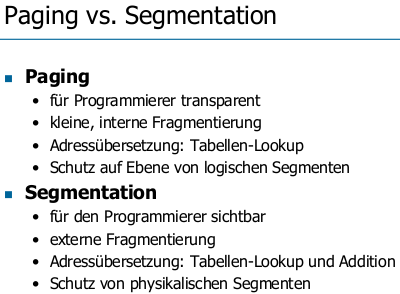 Paging vs. Segmentation
Paging
• für Programmierer transparent
• kleine, interne Fragmentierung
• Adressübersetzung: Tabellen-Lookup
• Schutz auf Ebene von logischen Segmenten
Segmentation
• für den Programmierer sichtbar
• externe Fragmentierung
• Adressübersetzung: Tabellen-Lookup und Addition
• Schutz von physikalischen Segmenten